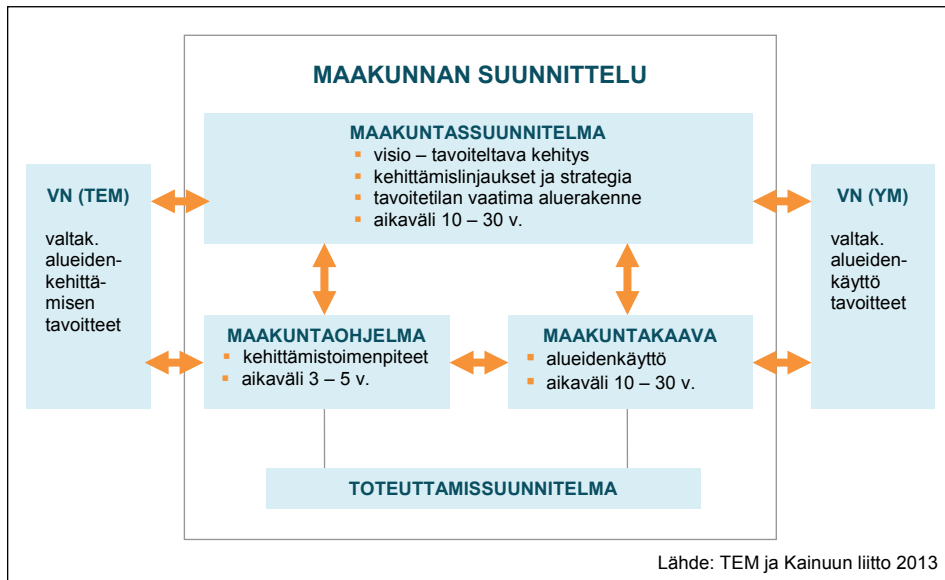 MAAKUNNAN SUUNNITTELU
MAAKUNTASSUUNNITELMA
▪ visio – tavoiteltava kehitys
▪ kehittämislinjaukset ja strategia
▪ tavoitetilan vaatima aluerakenne
▪ aikaväli 10 – 30 v.
VN (TEM)
valtak.
alueiden-
kehittä-
misen
tavoitteet
VN (YM)
valtak.
alueiden-
käyttö
tavoitteet
MAAKUNTAOHJELMA
▪ kehittämistoimenpiteet
▪ aikaväli 3 – 5 v.
MAAKUNTAKAAVA
▪ alueidenkäyttö
▪ aikaväli 10 – 30 v.
TOTEUTTAMISSUUNNITELMA
Lähde: TEM ja Kainuun liitto 2013